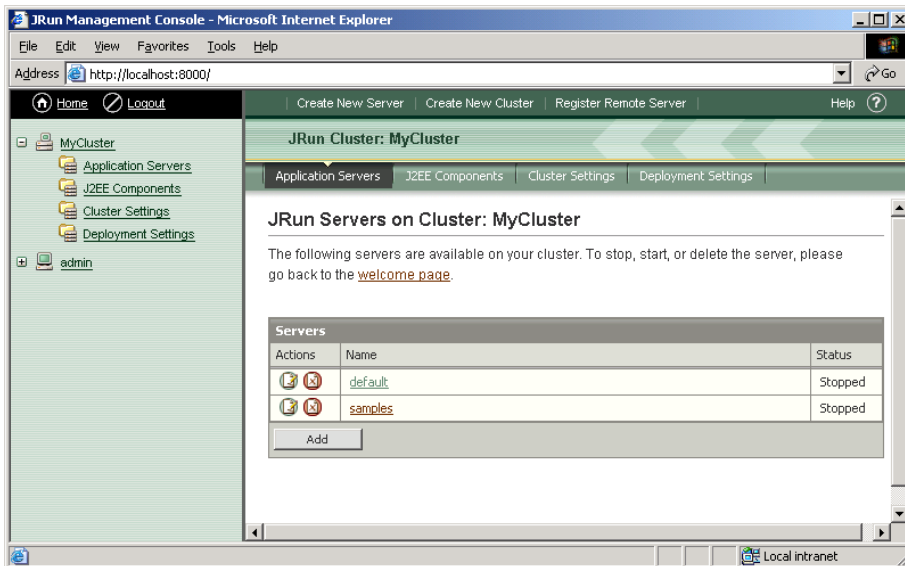 JRun Management Console - Microsoft Internet Explorer
File Edit View Favorites Tools Help
Address http://localhost:8000/ Go
Home Logout
Create New Server | Create New Cluster | Register Remote Server | Help ?
JRun Cluster: MyCluster
Application Servers J2EE Components Cluster Settings Deployment Settings
MyCluster
Application Servers
J2EE Components
Cluster Settings
Deployment Settings
admin
JRun Servers on Cluster: MyCluster
The following servers are available on your cluster. To stop, start, or delete the server, please
go back to the welcome page.
Servers
Actions Name Status
default Stopped
samples Stopped
Add
Local intranet